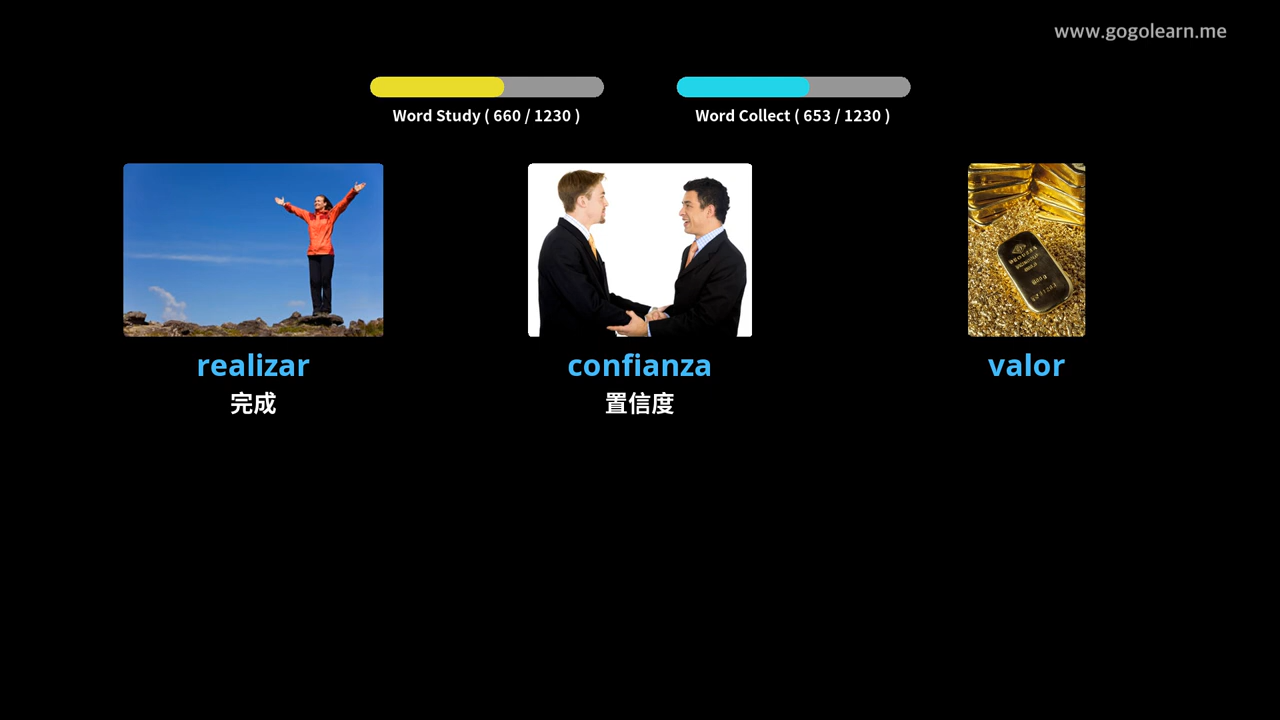 www.gogolearn.me
Word Study ( 660 / 1230 )
Word Collect ( 653 / 1230 )
realizar
confianza
valor
完成
置信度